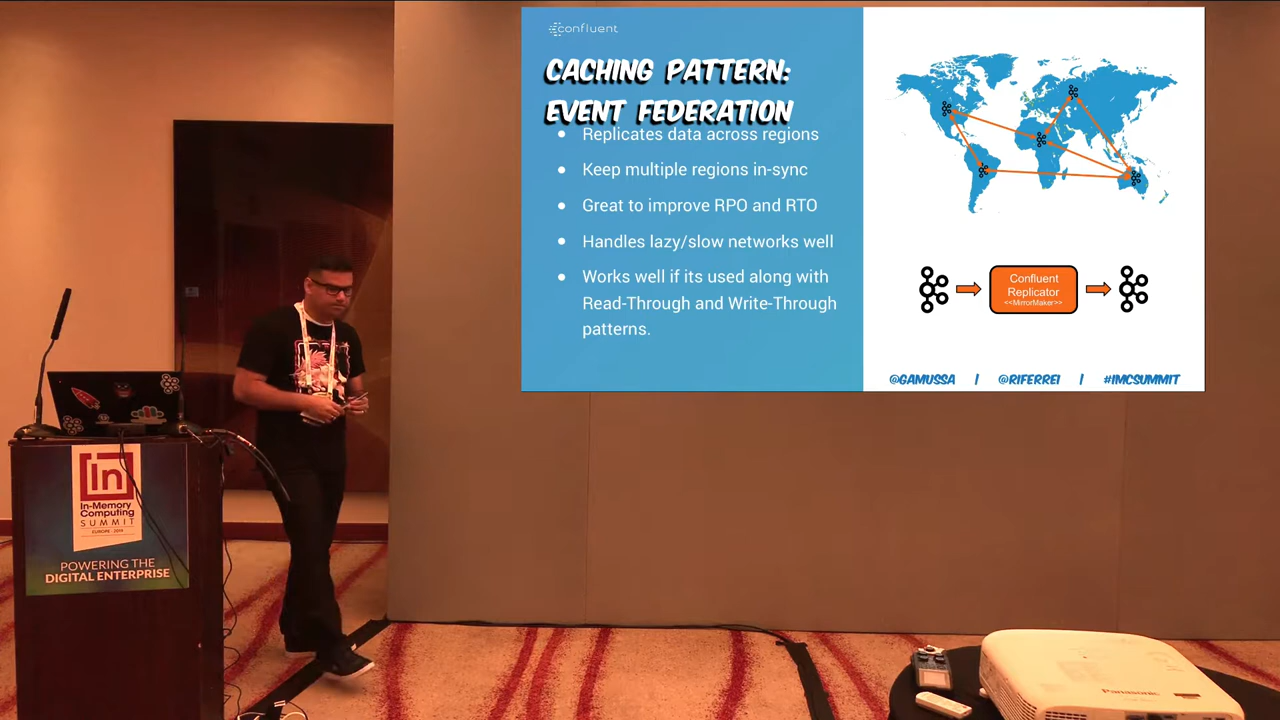 confluent
CACHING PATTERN:
EVENT FEDERATION
Replicates data across regions
Keep multiple regions in-sync
Great to improve RPO and RTO
Handles lazy/slow networks well
Works well if its used along with
Read-Through and Write-Through
patterns.
Confluent
Replicator
<<MirrorMaker>>
@GAMUSSA | @RIFERREI | #IMCSUMMIT
In
In-Memory
Computing
SUMMIT
EUROPE - 2019
POWERING THE
DIGITAL ENTERPRISE
Panasonic